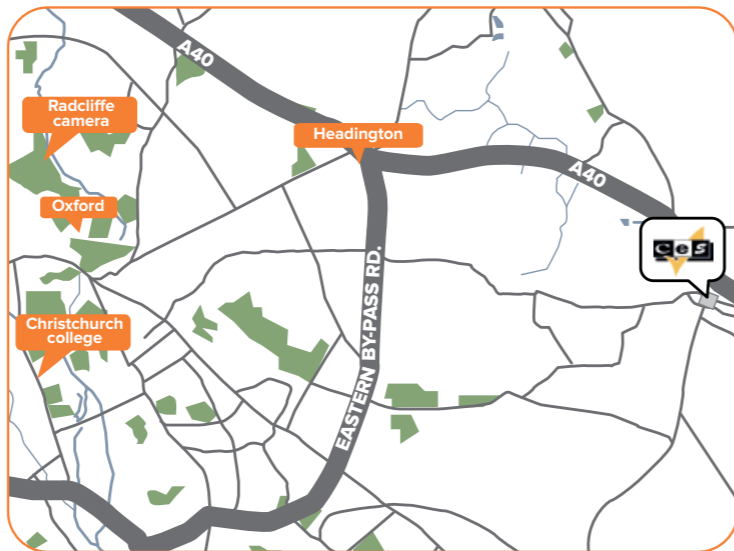 A40
Radcliffe
camera
Headington
A40
Oxford
ces
EASTERN BY-PASS RD.
Christchurch
college